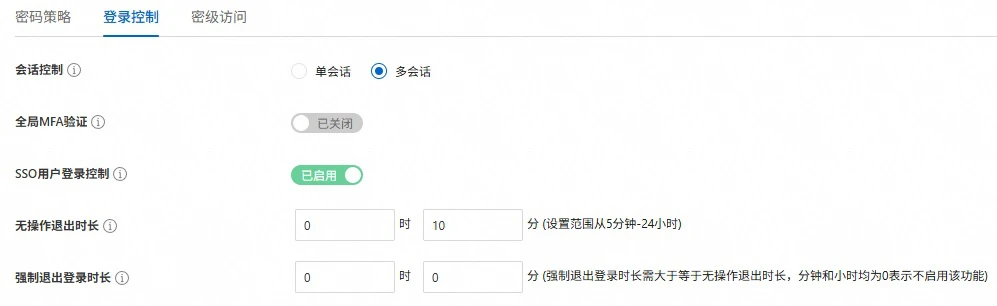 密码策略 登录控制 密级访问
会话控制 单会话 多会话
全局MFA验证 已关闭
SSO用户登录控制 已启用
无操作退出时长 0 时 10 分 (设置范围从5分钟-24小时)
强制退出登录时长 0 时 0 分 (强制退出登录时长需大于等于无操作退出时长，分钟和小时均为0表示不启用该功能)